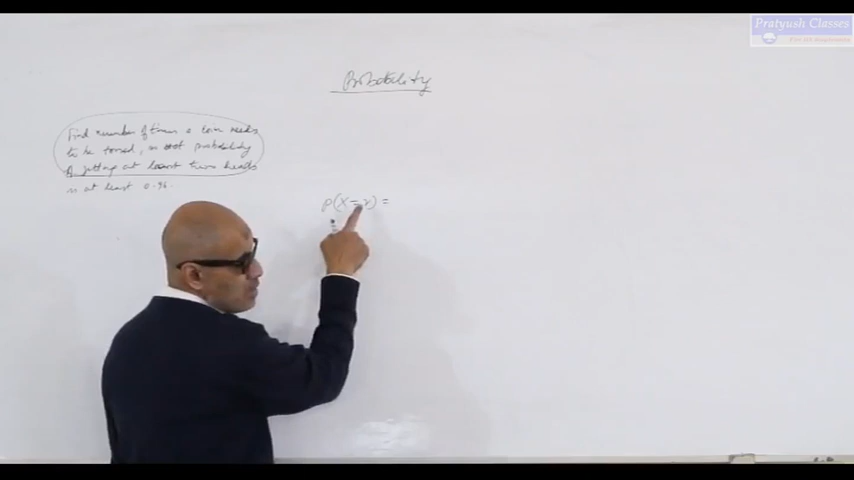 Pratyush Classes
Probability
Find number of times a coin needs
to be tossed, so that probability
of getting at least two heads
is at least 0.96.
P(X=r) =